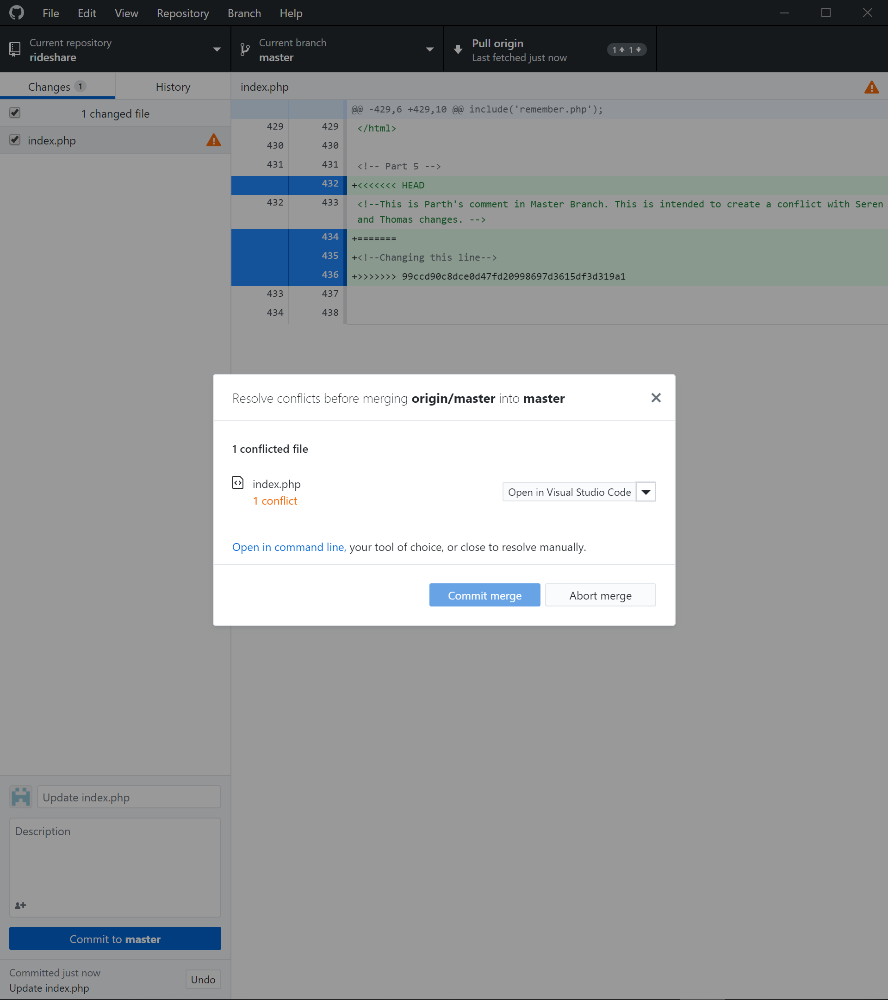 File Edit View Repository Branch Help
Current repository
rideshare
Current branch
master
Pull origin
Last fetched just now
1 1
Changes 1
History
index.php
1 changed file
index.php
@@ -429,6 +429,10 @@ include('remember.php');
429 429 </html>
430 430
431 431 <!-- Part 5 -->
432 +<<<<<<< HEAD
432 433 <!--This is Parth's comment in Master Branch. This is intended to create a conflict with Seren
and Thomas changes. -->
434 +=======
435 +<!--Changing this line-->
436 +>>>>>>> 99ccd90c8dce0d47fd20998697d3615df3d319a1
433 437
434 438
Resolve conflicts before merging origin/master into master
1 conflicted file
index.php
1 conflict
Open in Visual Studio Code
Open in command line, your tool of choice, or close to resolve manually.
Commit merge
Abort merge
Update index.php
Description
Commit to master
Committed just now
Update index.php
Undo